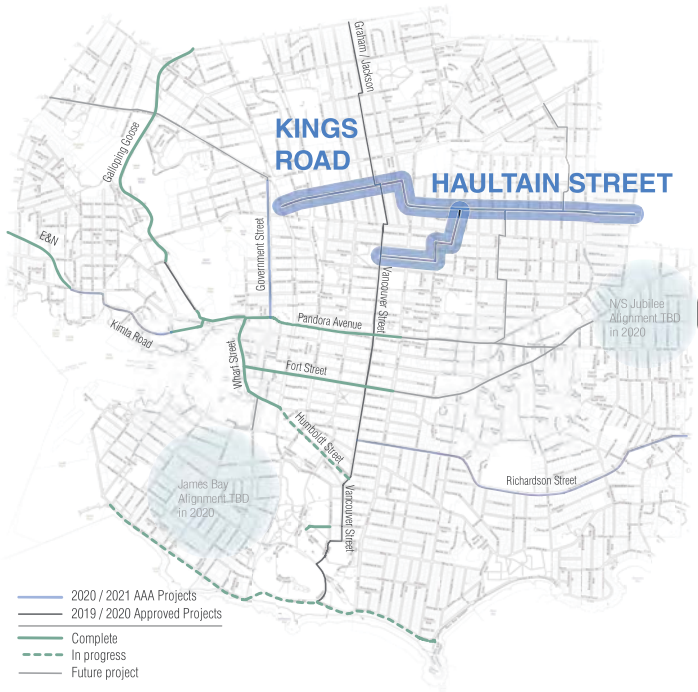 Graham / Jackson
KINGS
ROAD
HAULTAIN STREET
Galloping Goose
E&N
Government Street
Vancouver Street
Kimta Road
Pandora Avenue
N/S Jubilee
Alignment TBD
in 2020
Wharf Street
Fort Street
Humboldt Street
James Bay
Alignment TBD
in 2020
Richardson Street
Vancouver Street
2020 / 2021 AAA Projects
2019 / 2020 Approved Projects
Complete
In progress
Future project